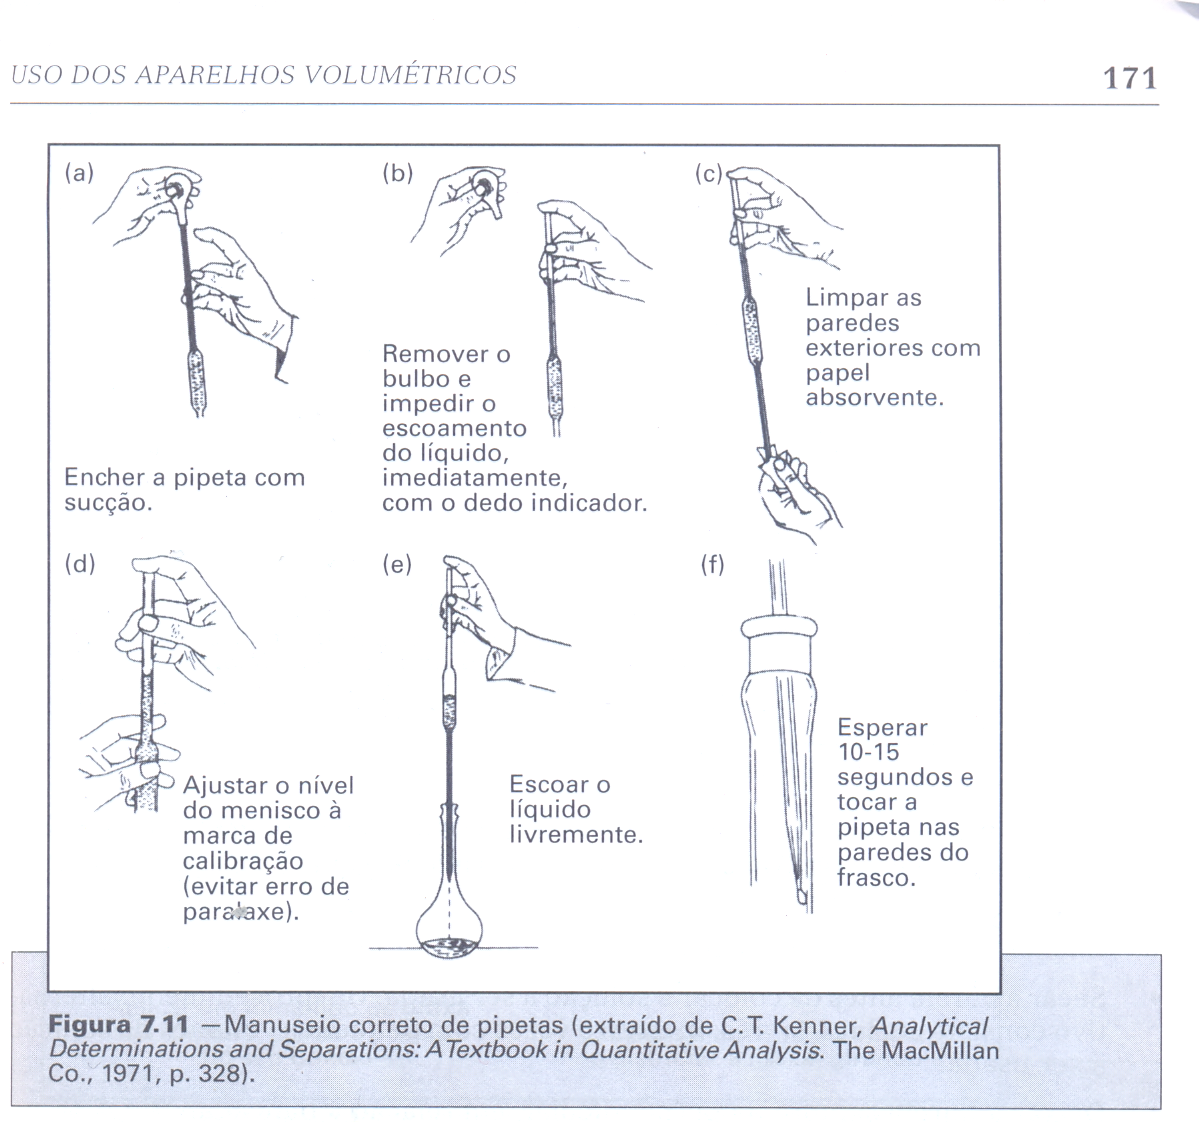 USO DOS APARELHOS VOLUMÉTRICOS
171
(a)
Encher a pipeta com
sucção.
(b)
Remover o
bulbo e
impedir o
escoamento
do líquido,
imediatamente,
com o dedo indicador.
(c)
Limpar as
paredes
exteriores com
papel
absorvente.
(d)
Ajustar o nível
do menisco à
marca de
calibração
(evitar erro de
paralaxe).
(e)
Escoar o
líquido
livremente.
(f)
Esperar
10-15
segundos e
tocar a
pipeta nas
paredes do
frasco.
Figura 7.11 — Manuseio correto de pipetas (extraído de C.T. Kenner, Analytical
Determinations and Separations: A Textbook in Quantitative Analysis. The MacMillan
Co., 1971, p. 328).